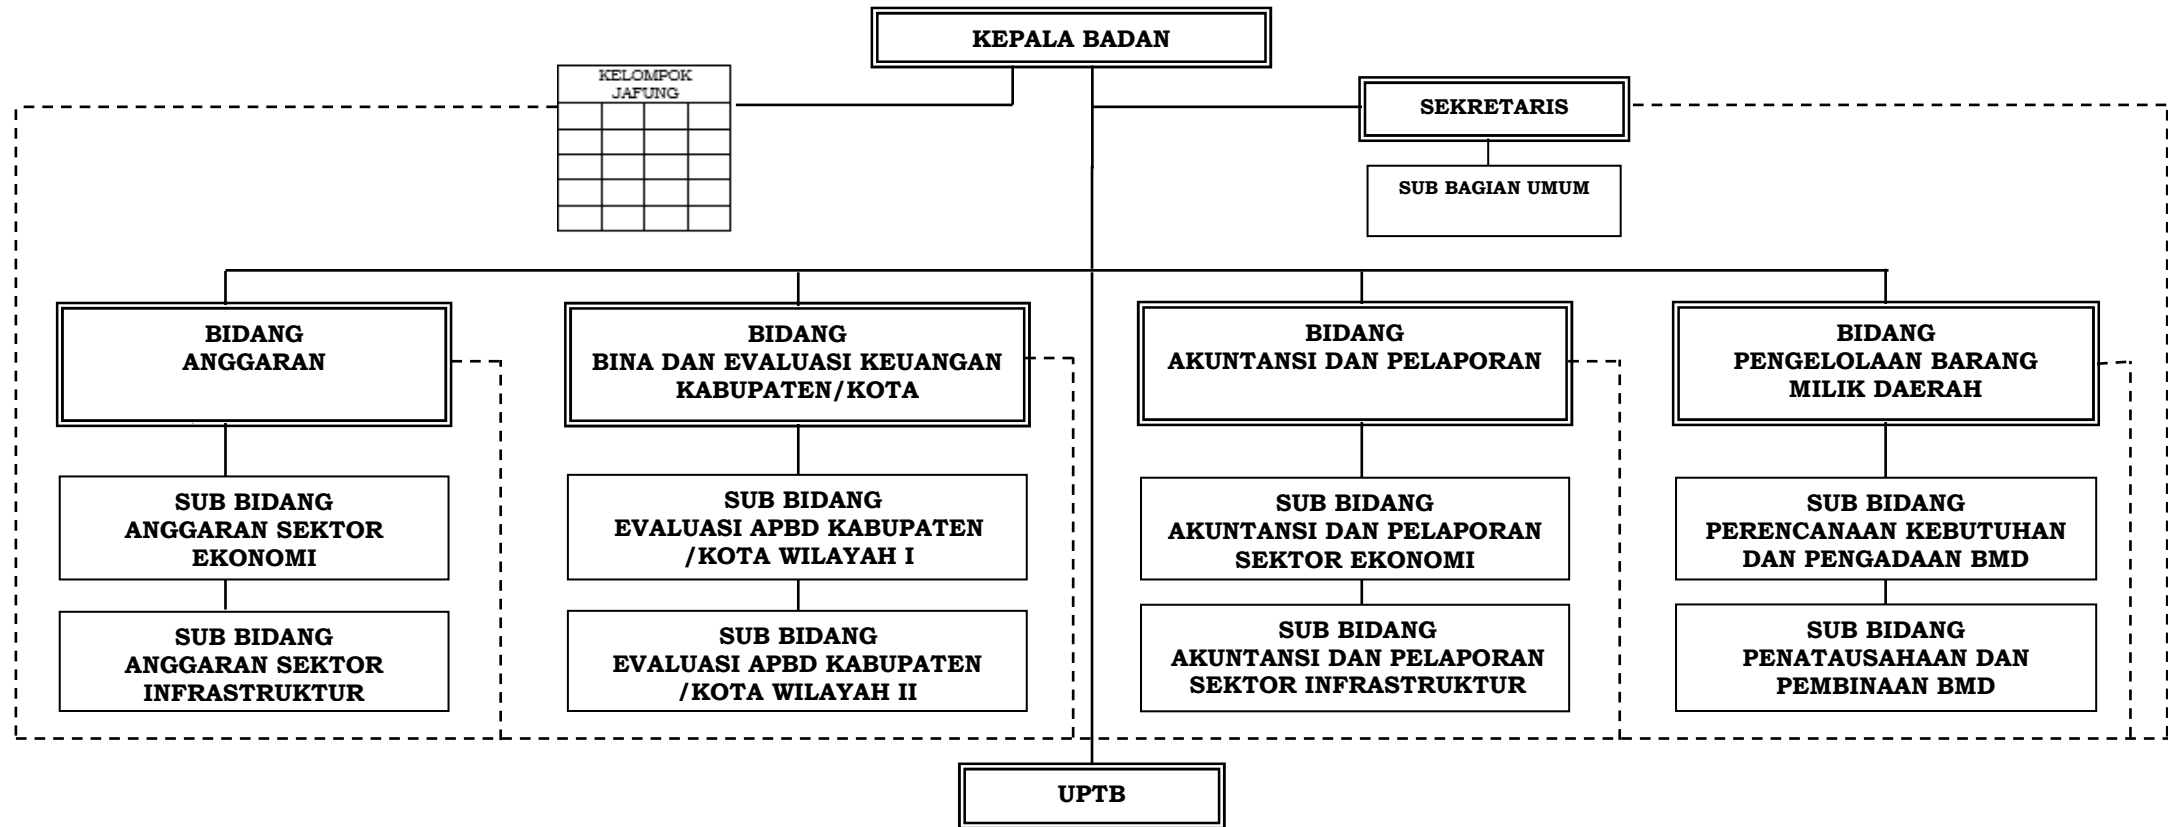 KEPALA BADAN
KELOMPOK
JAFUNG
SEKRETARIS
SUB BAGIAN UMUM
BIDANG
ANGGARAN
BIDANG
BINA DAN EVALUASI KEUANGAN
KABUPATEN/KOTA
BIDANG
AKUNTANSI DAN PELAPORAN
BIDANG
PENGELOLAAN BARANG
MILIK DAERAH
SUB BIDANG
ANGGARAN SEKTOR
EKONOMI
SUB BIDANG
EVALUASI APBD KABUPATEN
/KOTA WILAYAH I
SUB BIDANG
AKUNTANSI DAN PELAPORAN
SEKTOR EKONOMI
SUB BIDANG
PERENCANAAN KEBUTUHAN
DAN PENGADAAN BMD
SUB BIDANG
ANGGARAN SEKTOR
INFRASTRUKTUR
SUB BIDANG
EVALUASI APBD KABUPATEN
/KOTA WILAYAH II
SUB BIDANG
AKUNTANSI DAN PELAPORAN
SEKTOR INFRASTRUKTUR
SUB BIDANG
PENATAUSAHAAN DAN
PEMBINAAN BMD
UPTB